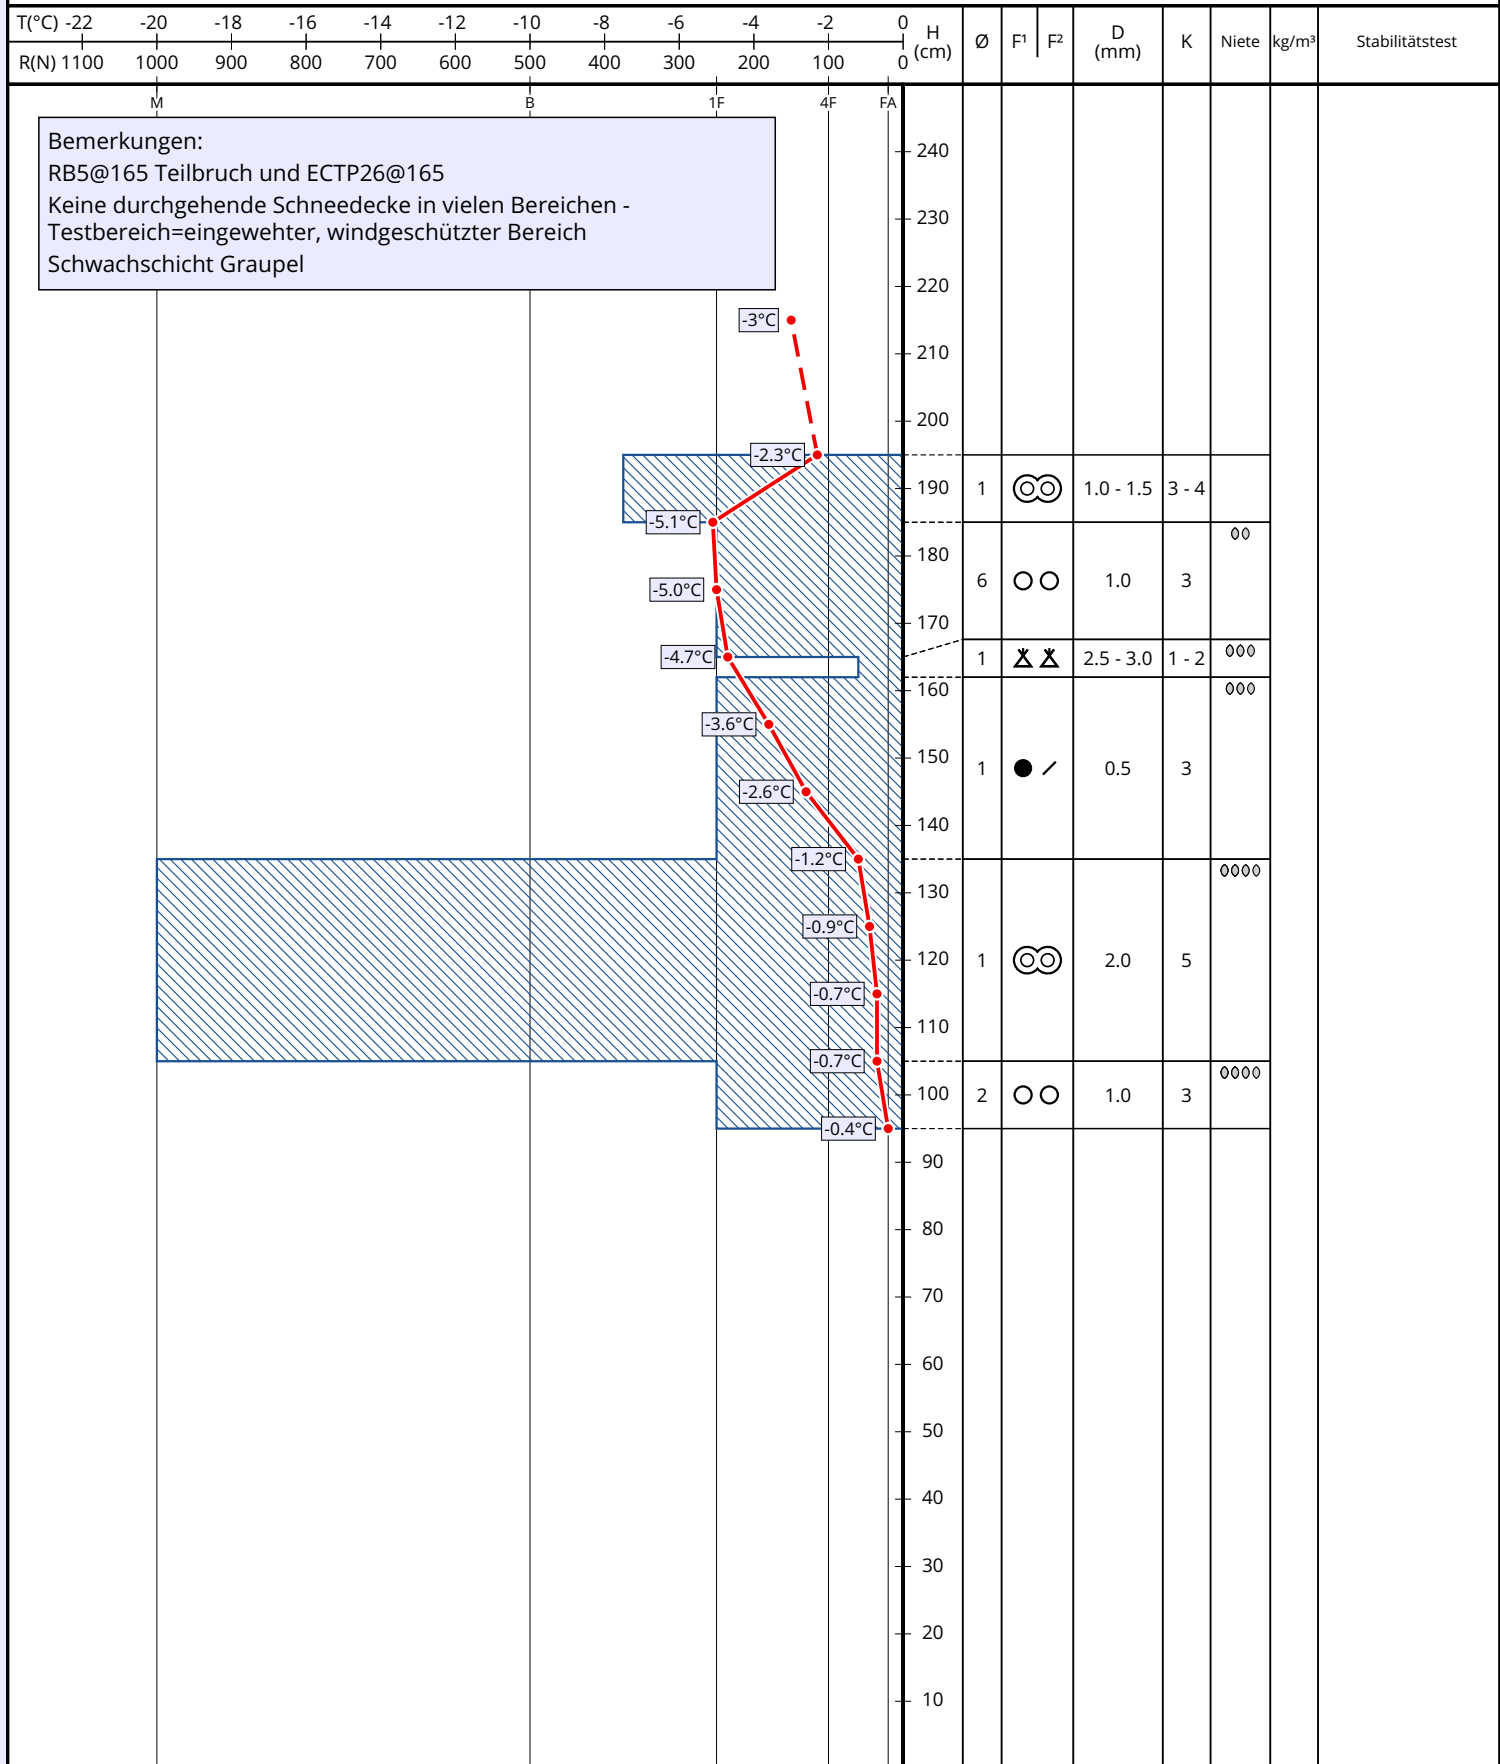 T(°C) -22 -20 -18 -16 -14 -12 -10 -8 -6 -4 -2 0
R(N) 1100 1000 900 800 700 600 500 400 300 200 100 0
H (cm) Ø F¹ F² D (mm) K Niete kg/m³ Stabilitätstest
M B 1F 4F FA
Bemerkungen:
RB5@165 Teilbruch und ECTP26@165
Keine durchgehende Schneedecke in vielen Bereichen -
Testbereich=eingewehter, windgeschützter Bereich
Schwachschicht Graupel
240
230
220
-3°C
210
200
-2.3°C
190 1 1.0 - 1.5 3 - 4
-5.1°C
180
6 1.0 3
-5.0°C
170
-4.7°C 1 2.5 - 3.0 1 - 2
160
-3.6°C
150
1 0.5 3
-2.6°C
140
-1.2°C
130
-0.9°C
120 1 2.0 5
-0.7°C
110
-0.7°C
100 2 1.0 3
-0.4°C
90
80
70
60
50
40
30
20
10